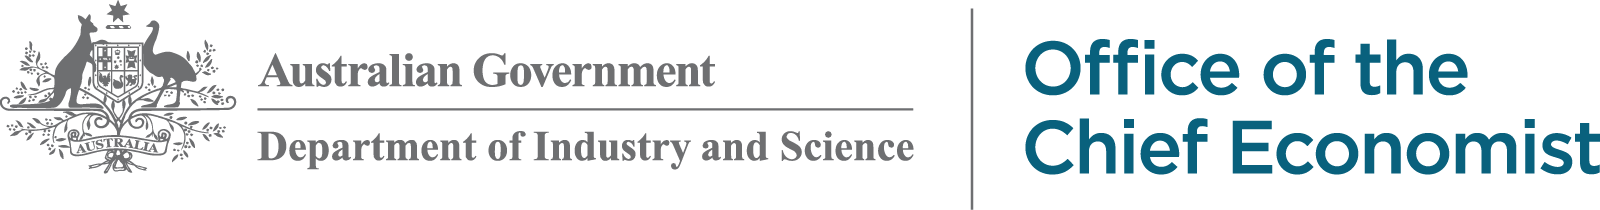 AUSTRALIA
Australian Government
Department of Industry and Science
Office of the
Chief Economist